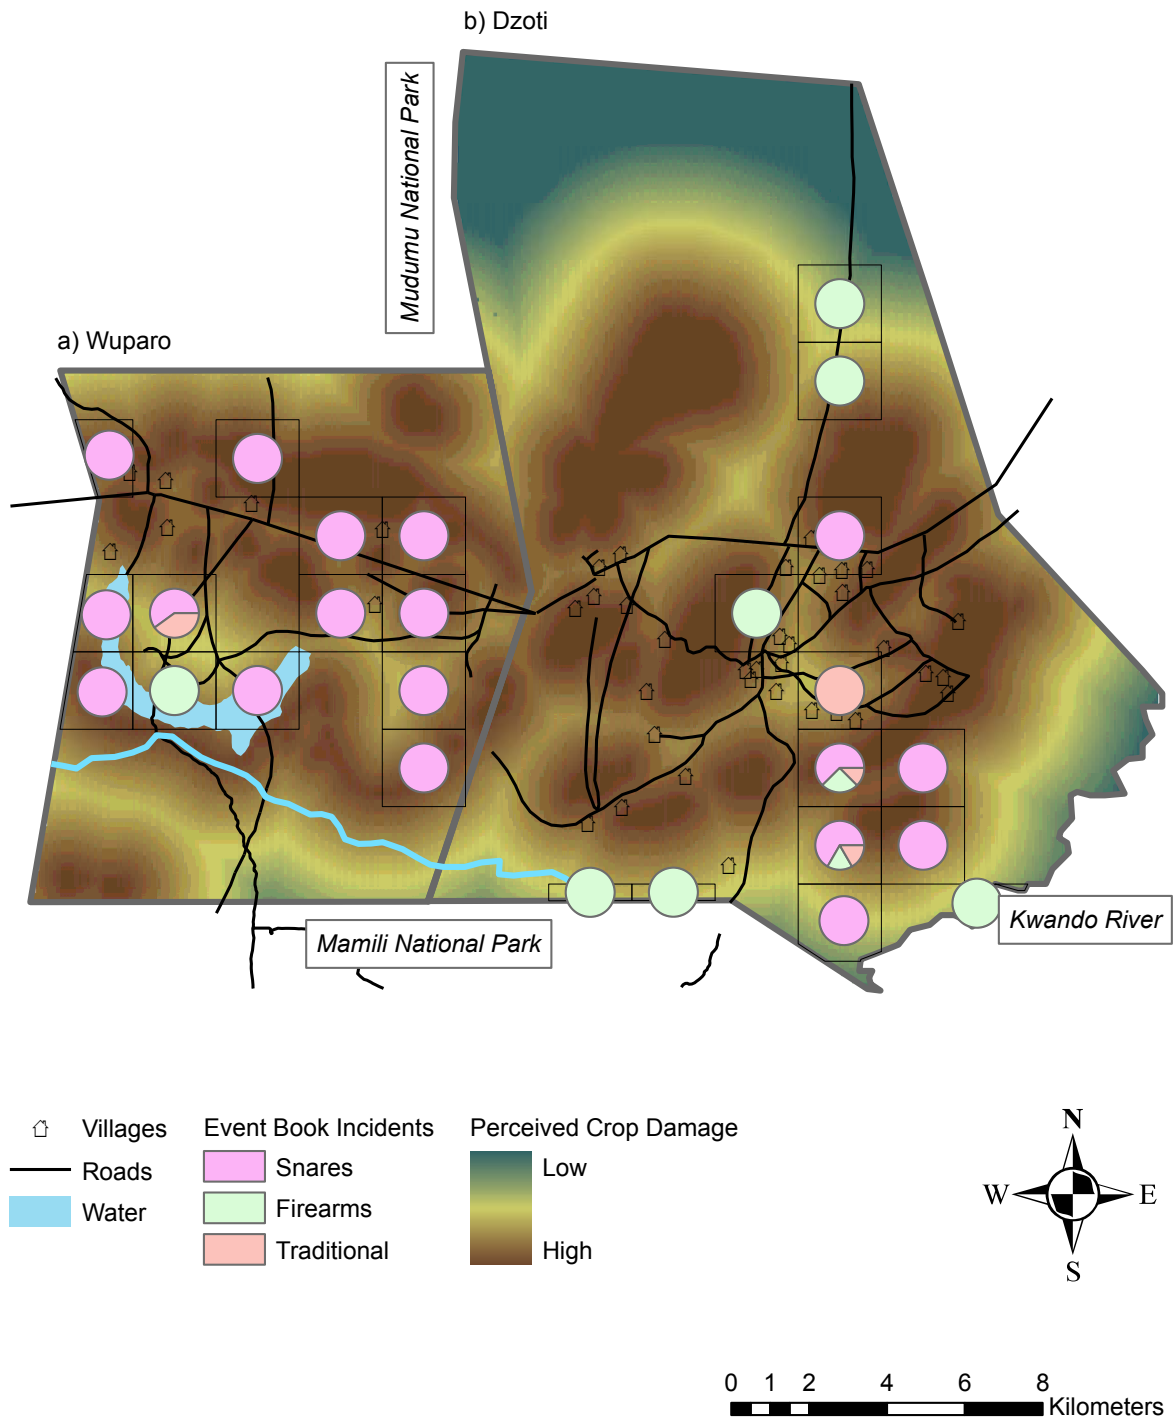 b) Dzoti
Mudumu National Park
a) Wuparo
Kwando River
Mamili National Park
Villages
Roads
Water
Event Book Incidents
Snares
Firearms
Traditional
Perceived Crop Damage
Low
High
N
W E
S
0 1 2 4 6 8
Kilometers